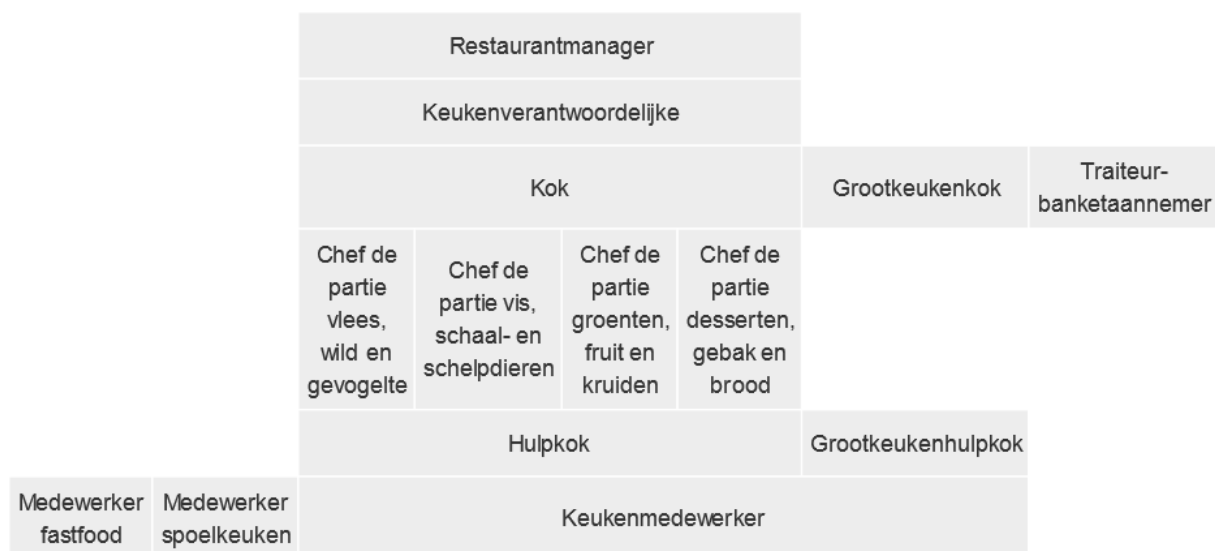 Restaurantmanager
Keukenverantwoordelijke
Kok
Grootkeukenkok
Traiteur-
banketaannemer
Chef de
partie
vlees,
wild en
gevogelte
Chef de
partie vis,
schaal- en
schelpdieren
Chef de
partie
groenten,
fruit en
kruiden
Chef de
partie
desserten,
gebak en
brood
Hulpkok
Grootkeukenhulpkok
Medewerker
fastfood
Medewerker
spoelkeuken
Keukenmedewerker